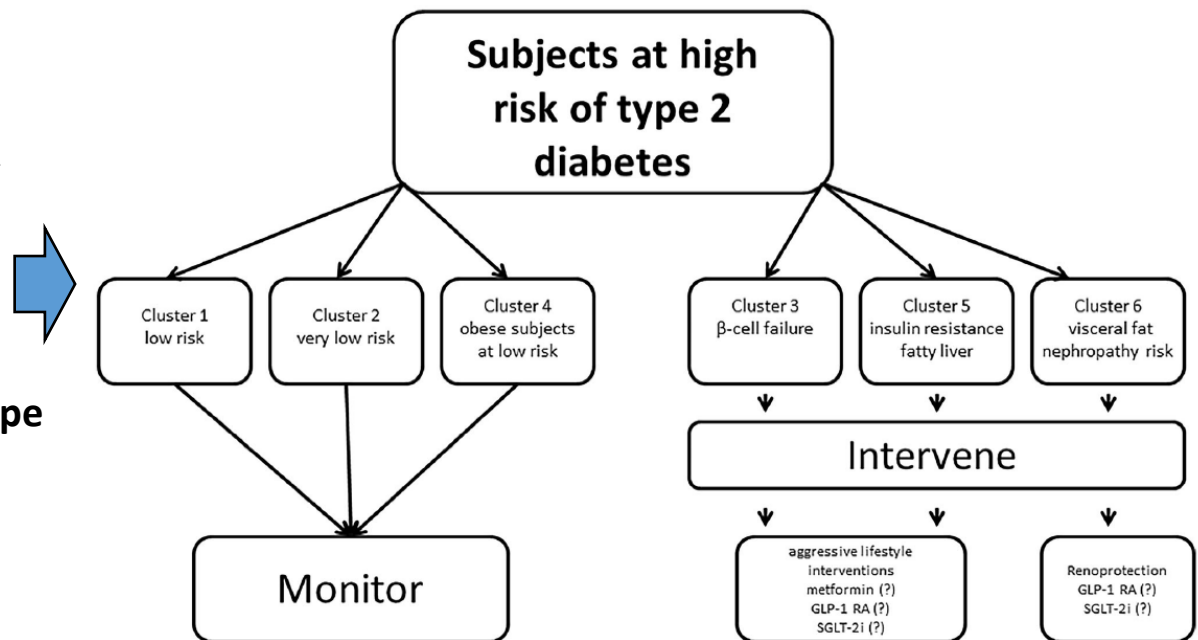 Subjects at high
risk of type 2
diabetes
Cluster 1
low risk
Cluster 2
very low risk
Cluster 4
obese subjects
at low risk
Cluster 3
β-cell failure
Cluster 5
insulin resistance
fatty liver
Cluster 6
visceral fat
nephropathy risk
pe
Intervene
Monitor
aggressive lifestyle
interventions
metformin (?)
GLP-1 RA (?)
SGLT-2i (?)
Renoprotection
GLP-1 RA (?)
SGLT-2i (?)